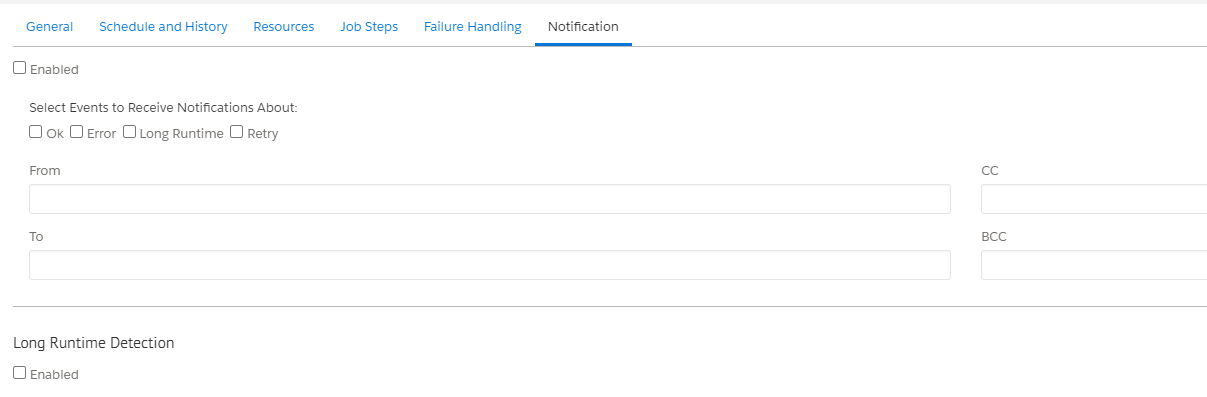 General Schedule and History Resources Job Steps Failure Handling Notification
Enabled
Select Events to Receive Notifications About:
Ok Error Long Runtime Retry
From CC
To BCC
Long Runtime Detection
Enabled